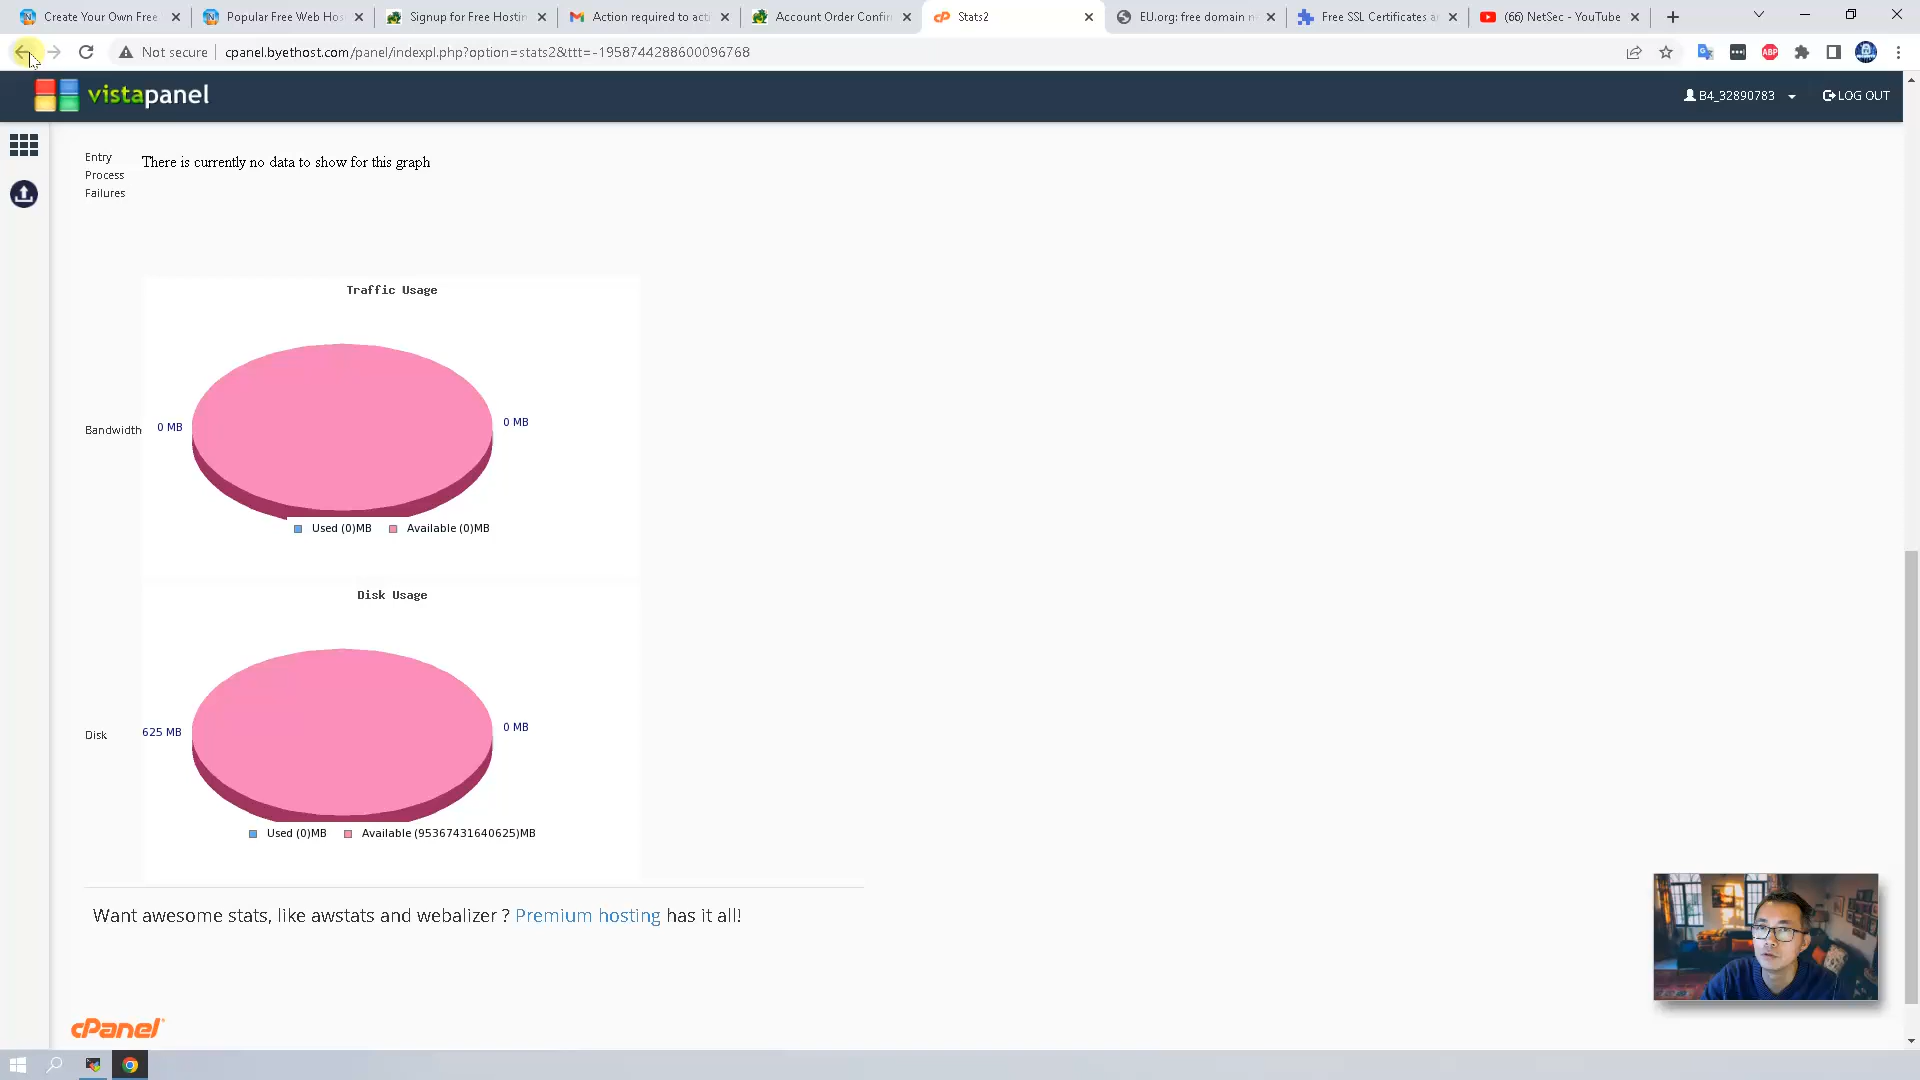 Create Your Own Free
Popular Free Web Hos
Signup for Free Hostin
Action required to acti
Account Order Confir
cP Stats2
EU.org: free domain n
Free SSL Certificates a
(66) NetSec - YouTube
Not secure
cpanel.byethost.com/panel/indexpl.php?option=stats2&ttt=-1958744288600096768
ABP
vistapanel
B4_32890783
LOG OUT
Entry
Process
Failures
There is currently no data to show for this graph
Traffic Usage
Bandwidth
0 MB
0 MB
Used (0)MB
Available (0)MB
Disk Usage
Disk
625 MB
0 MB
Used (0)MB
Available (95367431640625)MB
Want awesome stats, like awstats and webalizer ? Premium hosting has it all!
cPanel